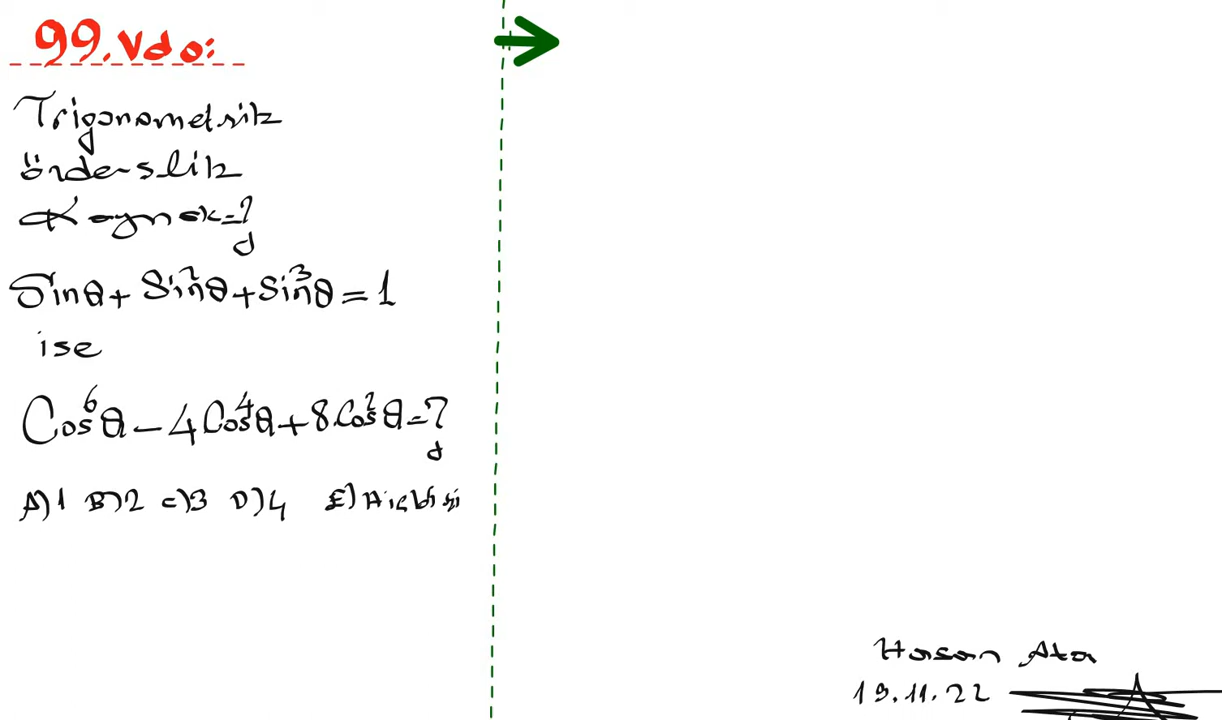 99.Vdo:
Trigonometrik
özdeşlik
Kaynak=?
Sinθ+Sin²θ+Sin³θ=1
ise
Cos⁶θ-4Cos⁴θ+8Cos²θ=?
A)1 B)2 C)3 D)4 E)Hiçbiri
Hasan Ata
19.11.22